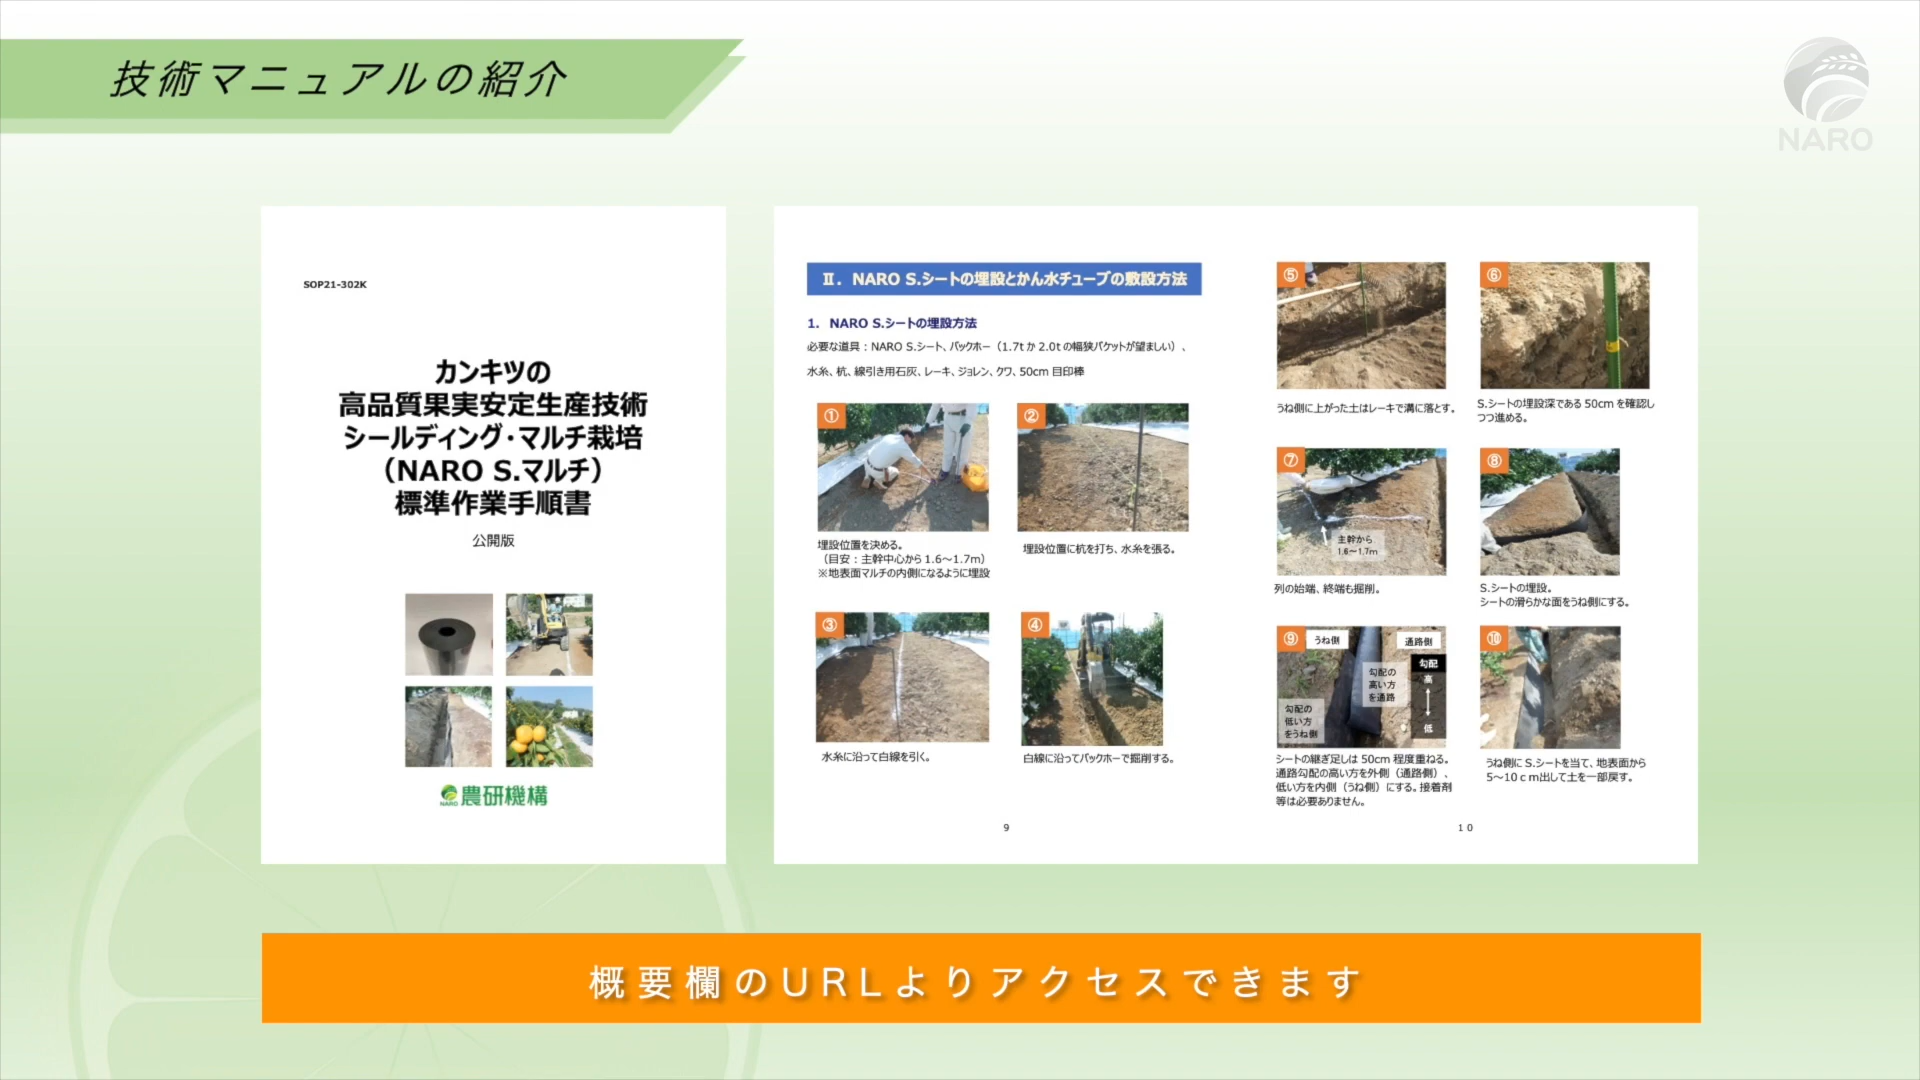 技術マニュアルの紹介
NARO
SOP21-302K
カンキツの
高品質果実安定生産技術
シールディング・マルチ栽培
（NARO S.マルチ）
標準作業手順書
公開版
NARO 農研機構
Ⅱ．NARO S.シートの埋設とかん水チューブの敷設方法
1．NARO S.シートの埋設方法
必要な道具：NARO S.シート、バックホー（1.7t か 2.0t の幅狭バケットが望ましい）、
水糸、杭、線引き用石灰、レーキ、ジョレン、クワ、50cm 目印棒
①
埋設位置を決める。
（目安：主幹中心から 1.6～1.7m）
※地表面マルチの内側になるように埋設
②
埋設位置に杭を打ち、水糸を張る。
③
水糸に沿って白線を引く。
④
白線に沿ってバックホーで掘削する。
9
⑤
うね側に上がった土はレーキで溝に落とす。
⑥
S.シートの埋設深である 50cm を確認し
つつ進める。
⑦
主幹から
1.6～1.7m
列の始端、終端も掘削。
⑧
S.シートの埋設。
シートの滑らかな面をうね側にする。
⑨
うね側
通路側
勾配
高
低
勾配の
高い方
を通路
勾配の
低い方
をうね側
シートの継ぎ足しは 50cm 程度重ねる。
通路勾配の高い方を外側（通路側）、
低い方を内側（うね側）にする。接着剤
等は必要ありません。
⑩
うね側に S.シートを当て、地表面から
5～10ｃｍ出して土を一部戻す。
10
概要欄のURLよりアクセスできます